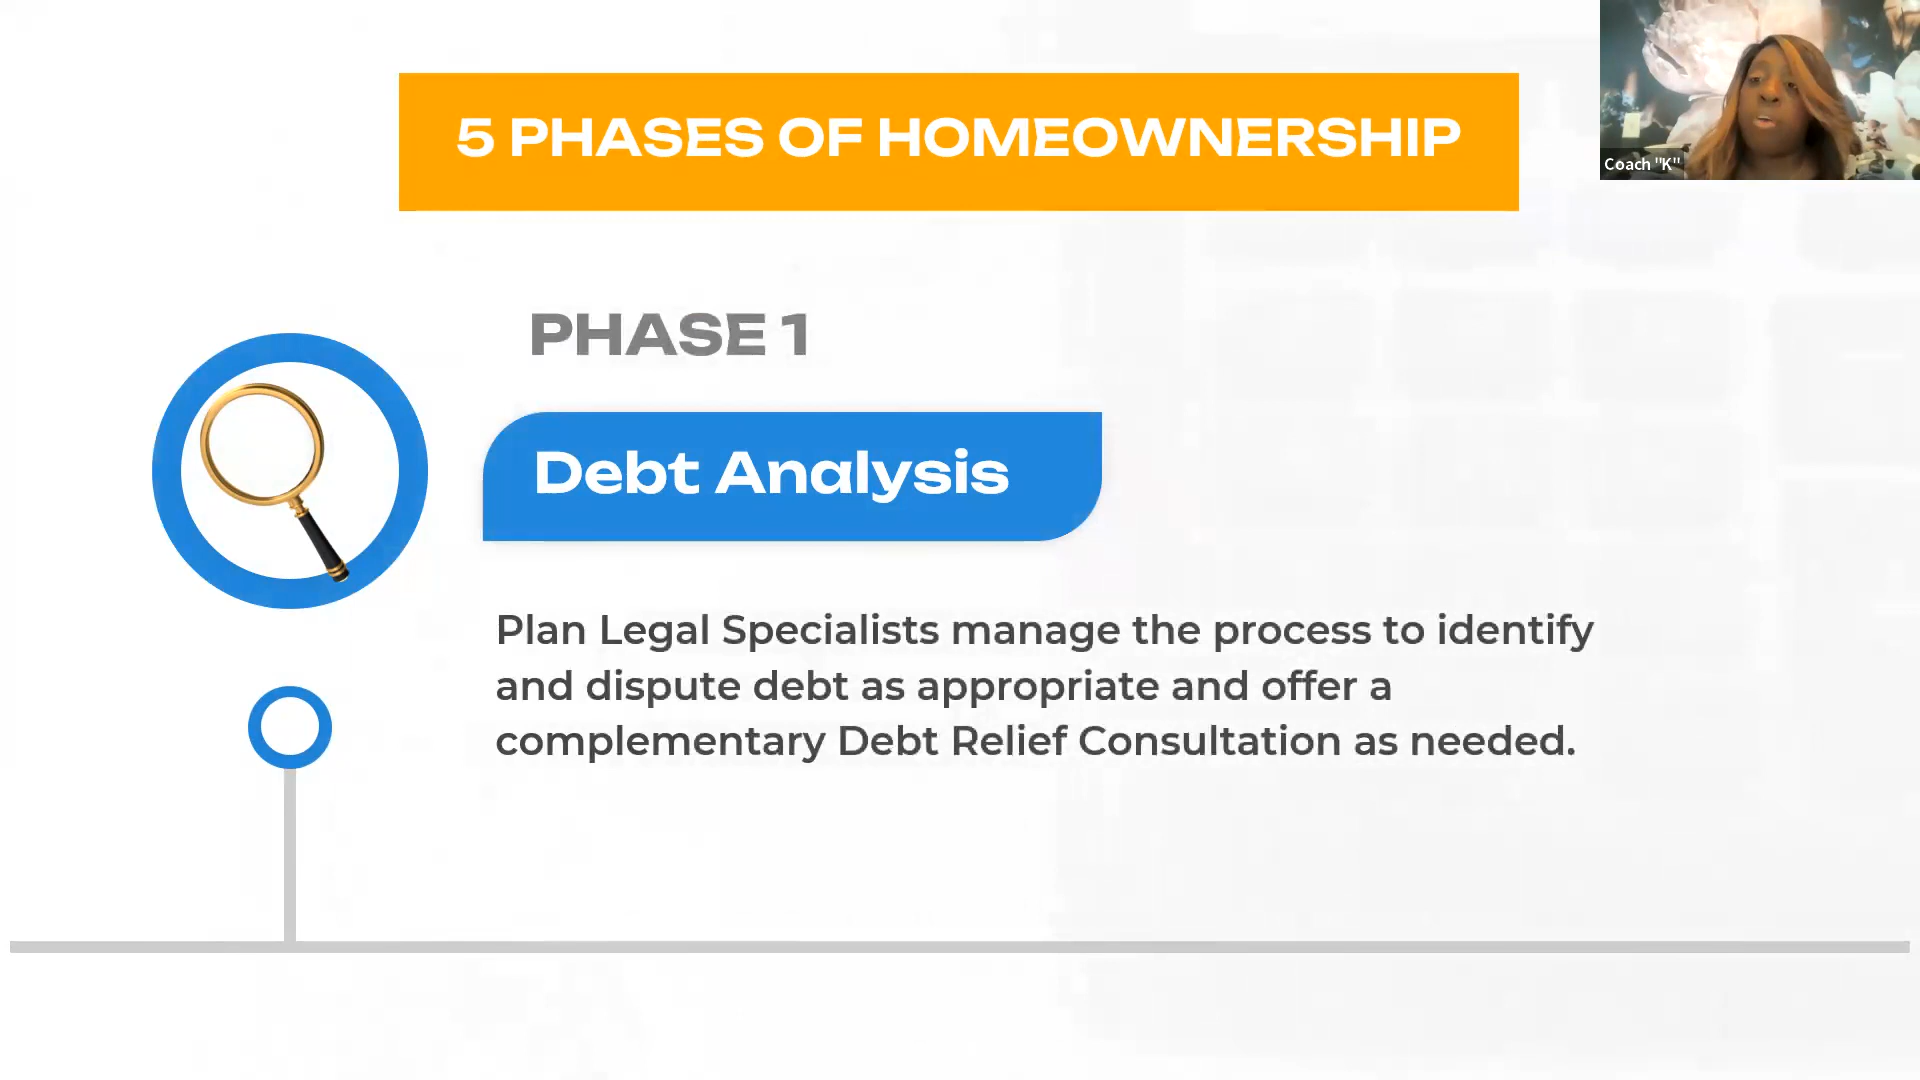 5 PHASES OF HOMEOWNERSHIP
Coach "K"
PHASE 1
Debt Analysis
Plan Legal Specialists manage the process to identify
and dispute debt as appropriate and offer a
complementary Debt Relief Consultation as needed.